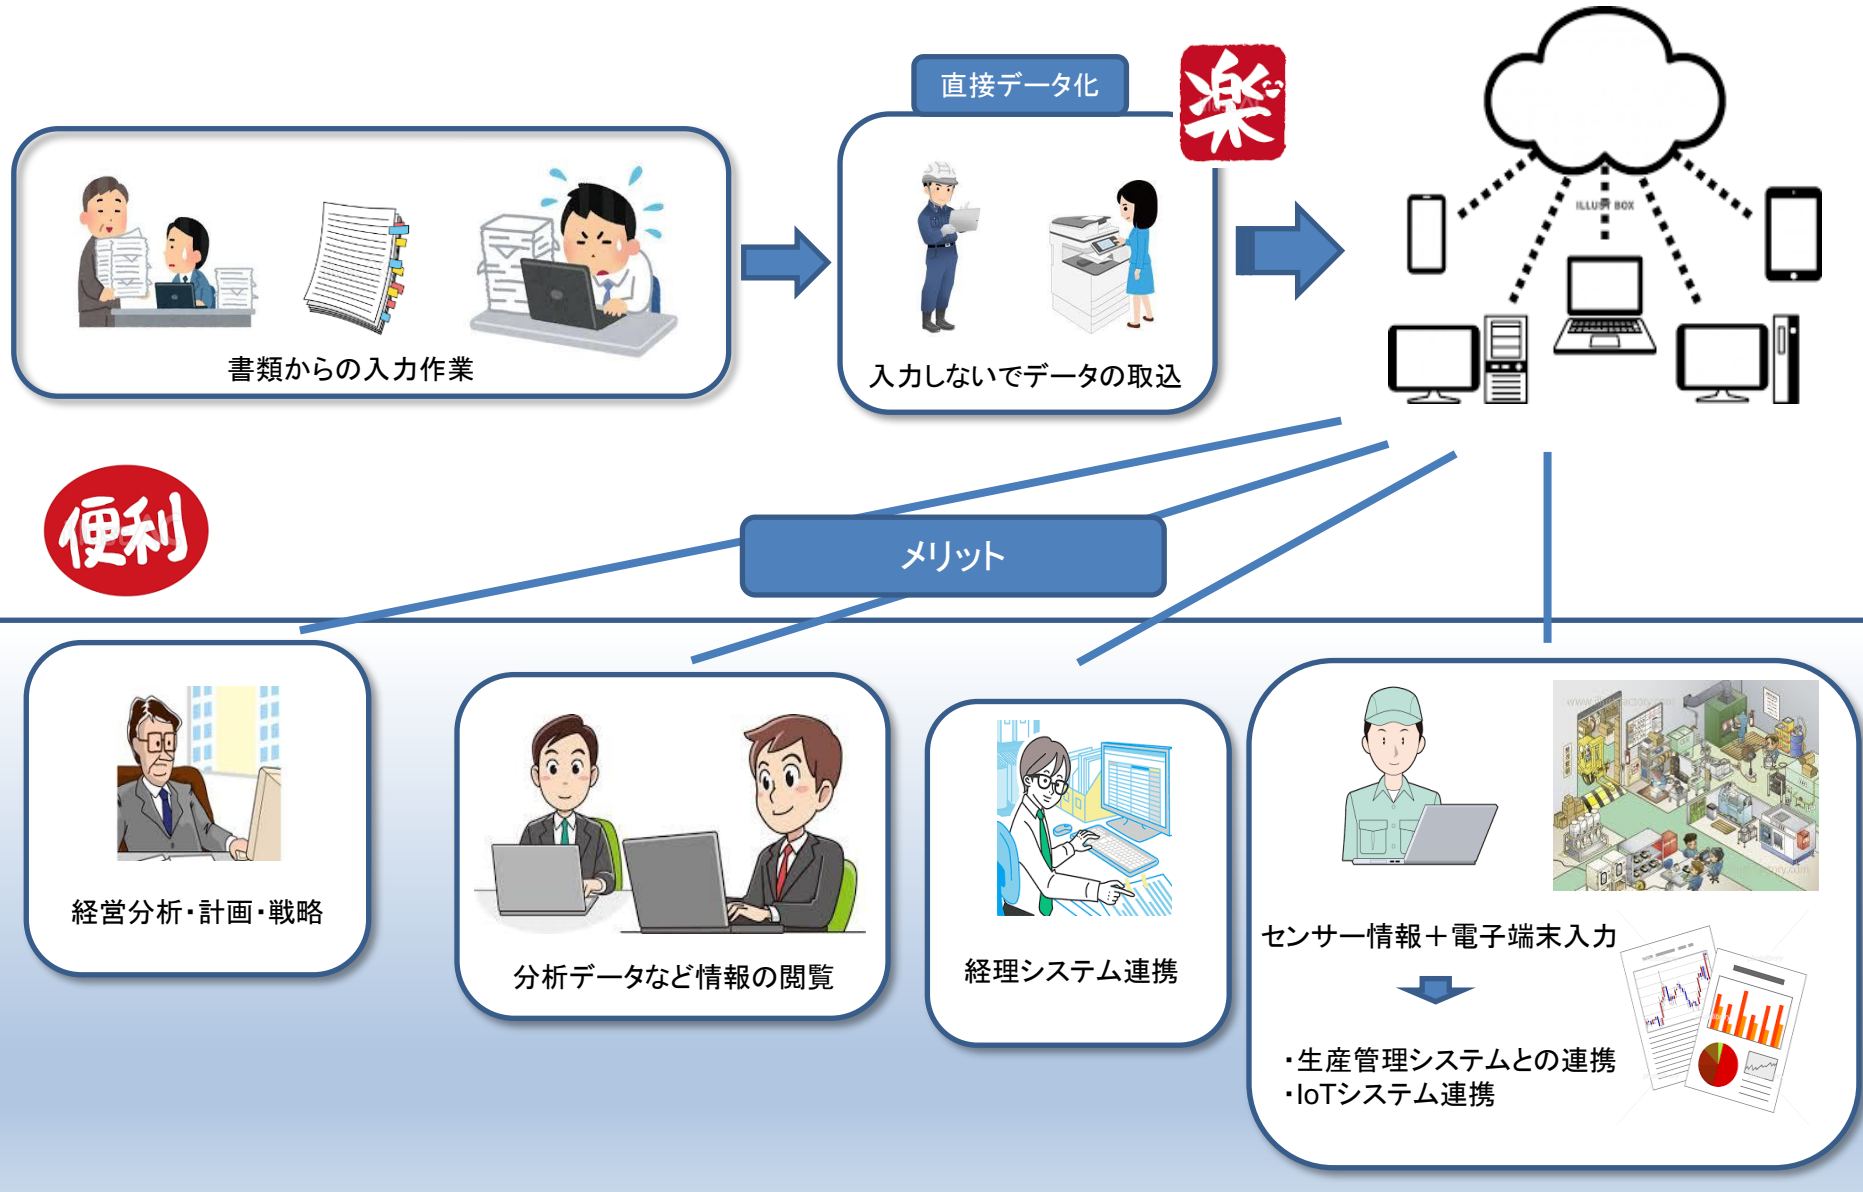 直接データ化
楽
ILLUST BOX
書類からの入力作業
入力しないでデータの取込
便利
メリット
経営分析・計画・戦略
分析データなど情報の閲覧
経理システム連携
センサー情報＋電子端末入力
・生産管理システムとの連携
・IoTシステム連携